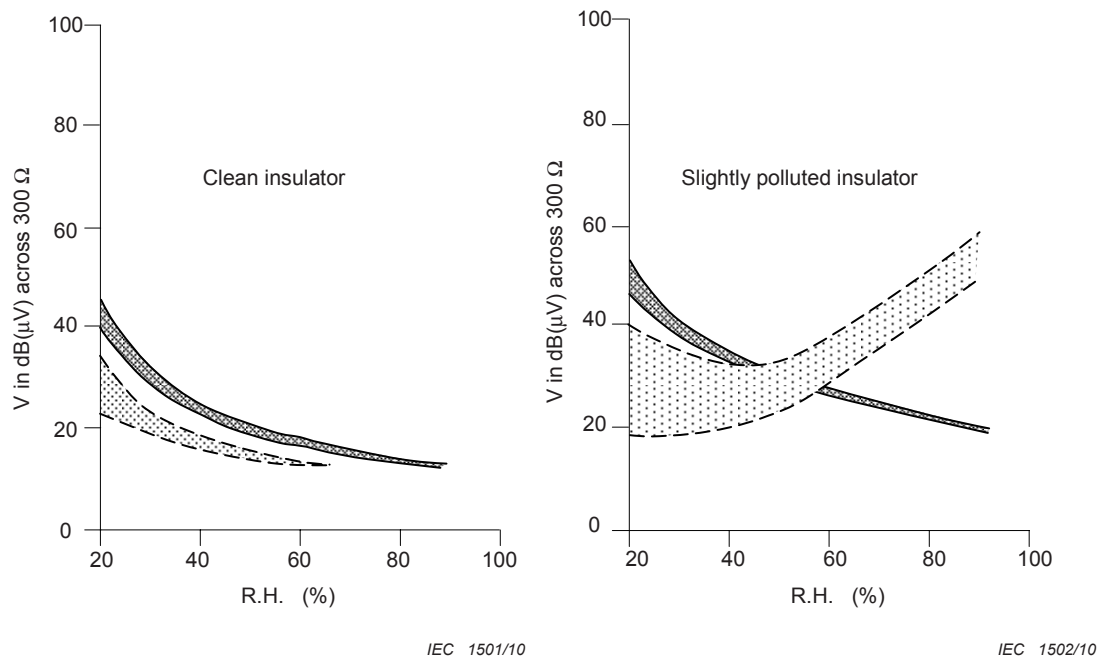 100
80
60
40
20
0
V in dB(μV) across 300 Ω
Clean insulator
20 40 60 80 100
R.H. (%)
IEC 1501/10
100
80
60
40
20
0
V in dB(μV) across 300 Ω
Slightly polluted insulator
20 40 60 80 100
R.H. (%)
IEC 1502/10